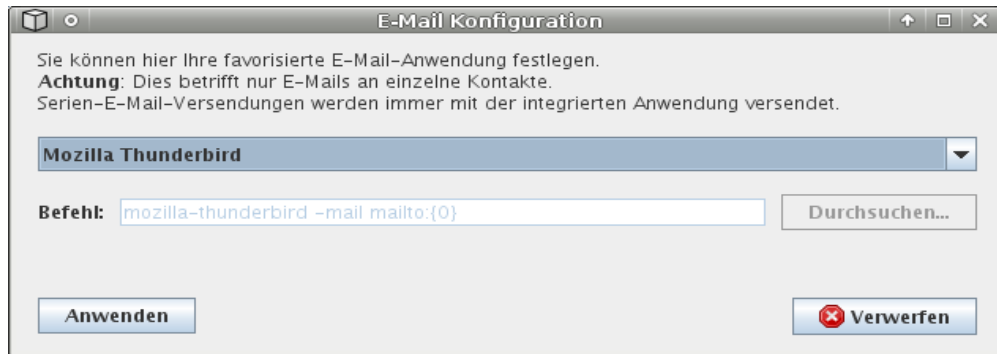 E-Mail Konfiguration
Sie können hier Ihre favorisierte E-Mail-Anwendung festlegen.
Achtung: Dies betrifft nur E-Mails an einzelne Kontakte.
Serien-E-Mail-Versendungen werden immer mit der integrierten Anwendung versendet.
Mozilla Thunderbird
Befehl: mozilla-thunderbird -mail mailto:{0} Durchsuchen...
Anwenden Verwerfen